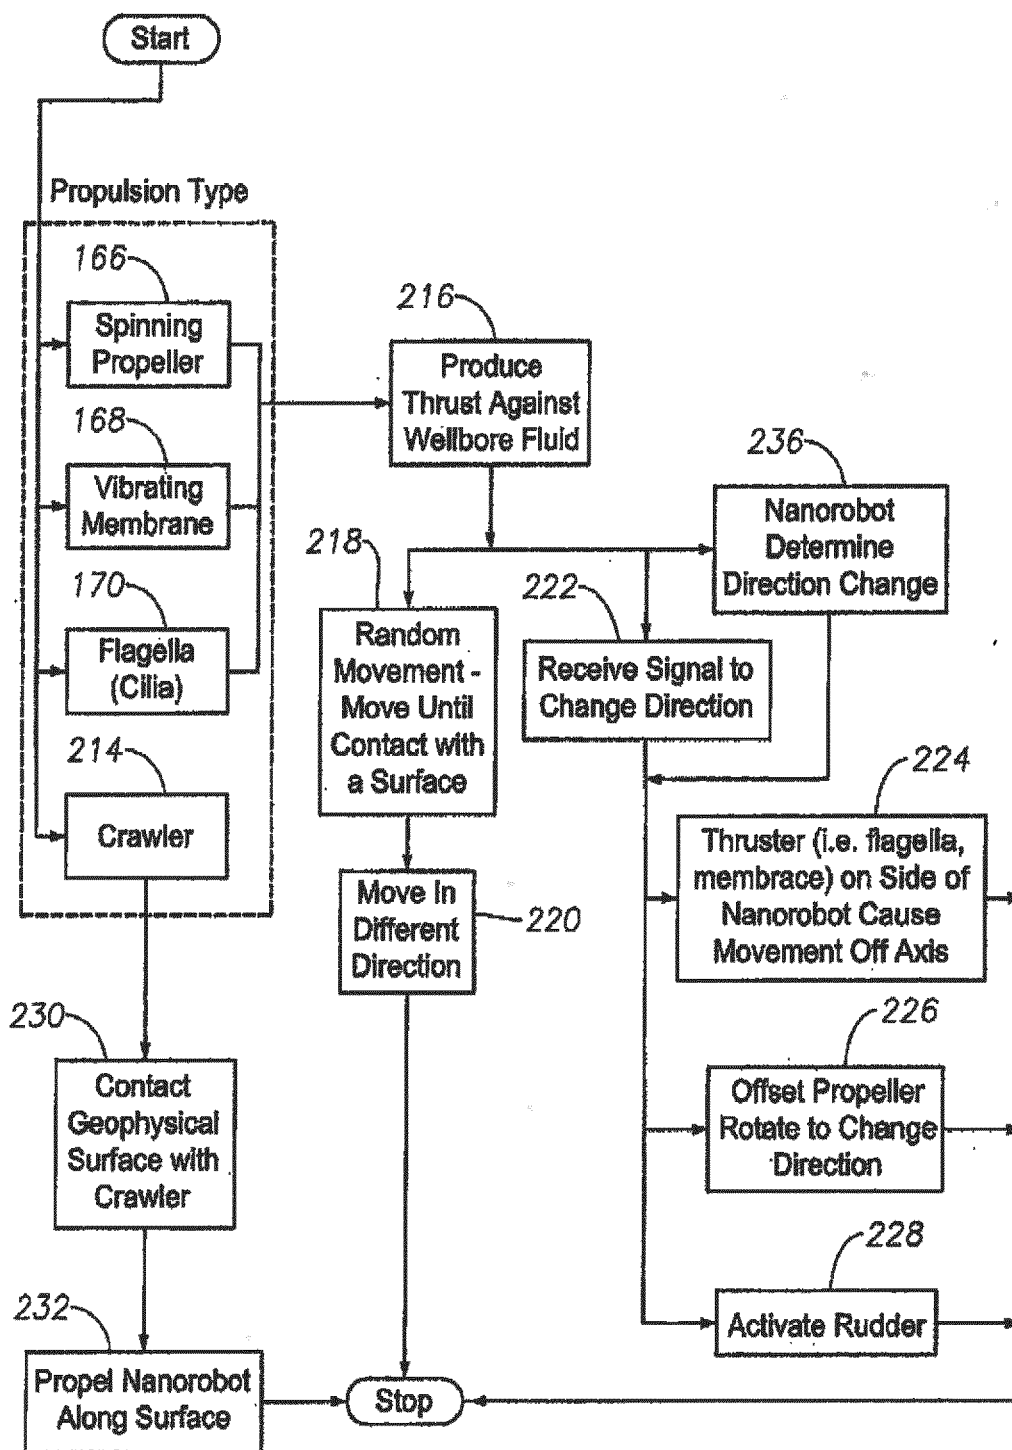 Start
Propulsion Type
166
Spinning
Propeller
168
Vibrating
Membrane
170
Flagella
(Cilia)
214
Crawler
216
Produce
Thrust Against
Wellbore Fluid
236
Nanorobot
Determine
Direction Change
218
Random
Movement -
Move Until
Contact with
a Surface
222
Receive Signal to
Change Direction
220
Move In
Different
Direction
224
Thruster (i.e. flagella,
membrace) on Side of
Nanorobot Cause
Movement Off Axis
226
Offset Propeller
Rotate to Change
Direction
228
Activate Rudder
230
Contact
Geophysical
Surface with
Crawler
232
Propel Nanorobot
Along Surface
Stop